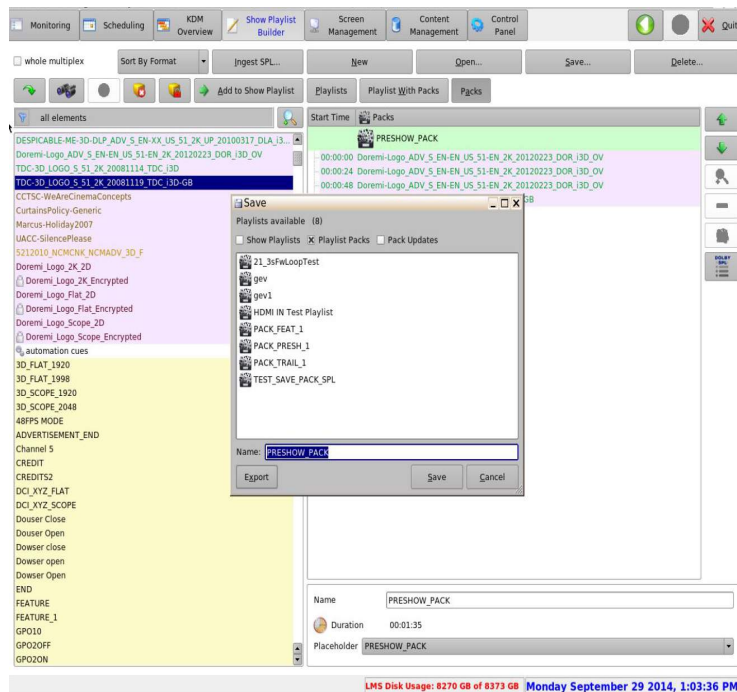 Monitoring
Scheduling
KDM
Overview
Show Playlist
Builder
Screen
Management
Content
Management
Control
Panel
Quit
whole multiplex
Sort By Format
Ingest SPL...
New
Open...
Save...
Delete...
Add to Show Playlist
Playlists
Playlist With Packs
Packs
all elements
DESPICABLE-ME-3D-DLP_ADV_S_EN-XX_US_51_2K_UP_20100317_DLA_i3...
Doremi-Logo_ADV_S_EN-EN_US_51-EN_2K_20120223_DOR_i3D_OV
TDC-3D_LOGO_S_51_2K_20081114_TDC_i3D
TDC-3D_LOGO_S_51_2K_20081119_TDC_i3D-GB
CCTSC-WeAreCinemaConcepts
CurtainsPolicy-Generic
Marcus-Holiday2007
UACC-SilencePlease
5212010_NCMCNK_NCMADV_3D_F
Doremi_Logo_2K_2D
Doremi_Logo_2K_Encrypted
Doremi_Logo_Flat_2D
Doremi_Logo_Flat_Encrypted
Doremi_Logo_Scope_2D
Doremi_Logo_Scope_Encrypted
automation cues
3D_FLAT_1920
3D_FLAT_1998
3D_SCOPE_1920
3D_SCOPE_2048
48FPS MODE
ADVERTISEMENT_END
Channel 5
CREDIT
CREDITS2
DCI_XYZ_FLAT
DCI_XYZ_SCOPE
Douser Close
Douser Open
Dowser close
Dowser open
Dowser Open
END
FEATURE
FEATURE_1
GPO10
GPO2OFF
GPO2ON
Start Time
Packs
PRESHOW_PACK
00:00:00 Doremi-Logo_ADV_S_EN-EN_US_51-EN_2K_20120223_DOR_i3D_OV
00:00:24 Doremi-Logo_ADV_S_EN-EN_US_51-EN_2K_20120223_DOR_i3D_OV
00:00:48 Doremi-Logo_ADV_S_EN-EN_US_51-EN_2K_20120223_DOR_i3D_OV
GB
DOLBY
SPL
Save
Playlists available (8)
Show Playlists
Playlist Packs
Pack Updates
21_3sFwLoopTest
gev
gev1
HDMI IN Test Playlist
PACK_FEAT_1
PACK_PRESH_1
PACK_TRAIL_1
TEST_SAVE_PACK_SPL
Name: PRESHOW_PACK
Export
Save
Cancel
Name PRESHOW_PACK
Duration 00:01:35
Placeholder PRESHOW_PACK
LMS Disk Usage: 8270 GB of 8373 GB
Monday September 29 2014, 1:03:36 PM